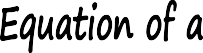 Equation of a